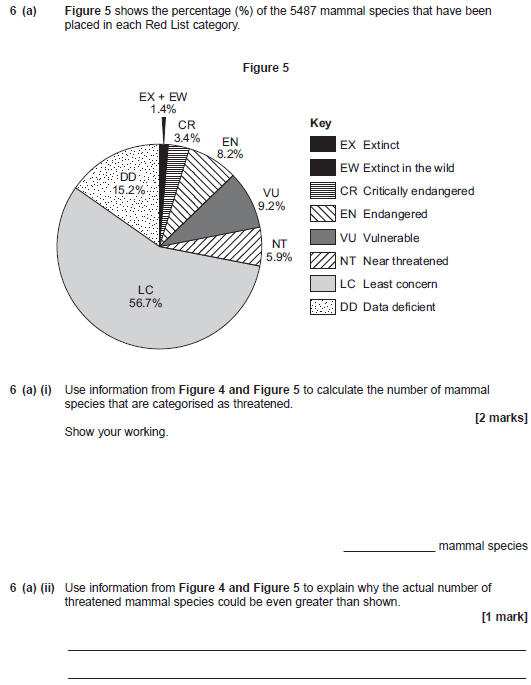 6 (a) Figure 5 shows the percentage (%) of the 5487 mammal species that have been
placed in each Red List category.
Figure 5
EX + EW
1.4%
CR
3.4%
EN
8.2%
VU
9.2%
NT
5.9%
LC
56.7%
DD
15.2%
Key
EX Extinct
EW Extinct in the wild
CR Critically endangered
EN Endangered
VU Vulnerable
NT Near threatened
LC Least concern
DD Data deficient
6 (a) (i) Use information from Figure 4 and Figure 5 to calculate the number of mammal
species that are categorised as threatened.
[2 marks]
Show your working.
mammal species
6 (a) (ii) Use information from Figure 4 and Figure 5 to explain why the actual number of
threatened mammal species could be even greater than shown.
[1 mark]